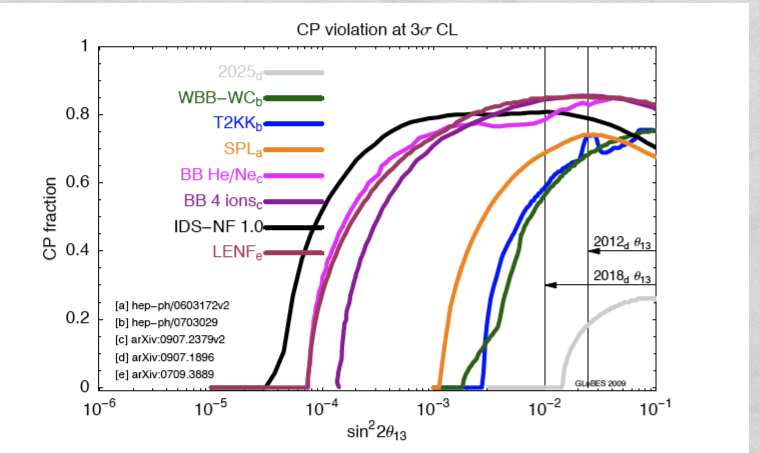 CP violation at 3σ CL
CP fraction
1
0.8
0.6
0.4
0.2
0
2025d
WBB−WCb
T2KKb
SPLa
BB He/Nec
BB 4 ionsc
IDS−NF 1.0
LENFe
[a] hep−ph/0603172v2
[b] hep−ph/0703029
[c] arXiv:0907.2379v2
[d] arXiv:0907.1896
[e] arXiv:0709.3889
2012d θ13
2018d θ13
GLoBES 2009
10−6
10−5
10−4
10−3
10−2
10−1
sin22θ13